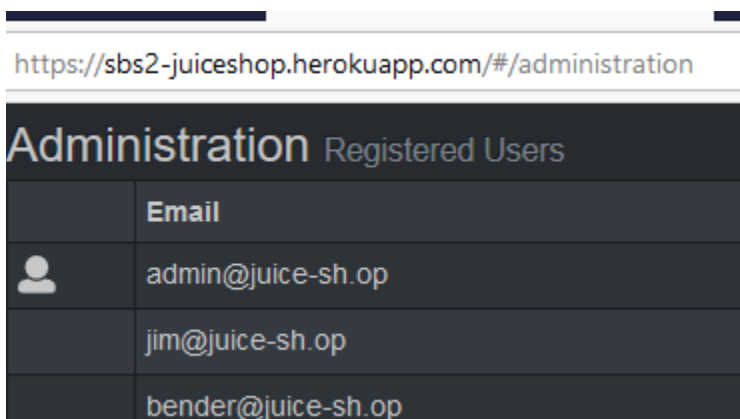 https://sbs2-juiceshop.herokuapp.com/#/administration
Administration Registered Users
Email
admin@juice-sh.op
jim@juice-sh.op
bender@juice-sh.op